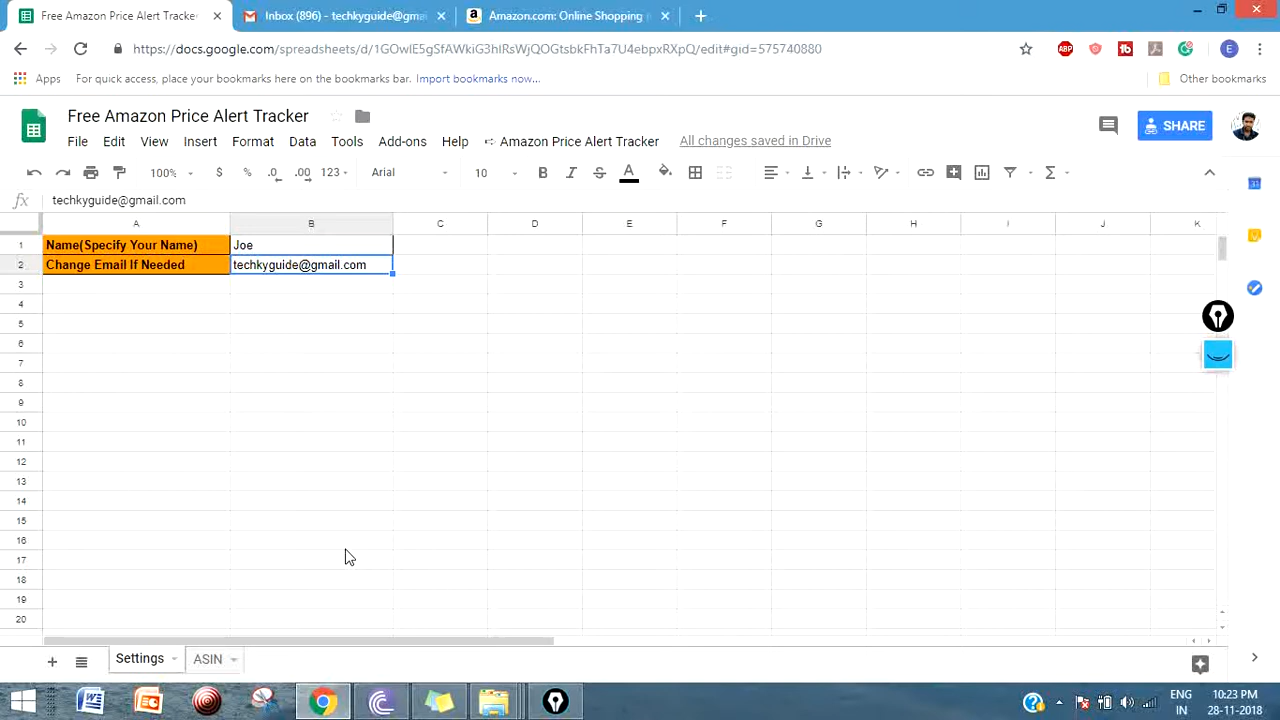 Free Amazon Price Alert Tracker
Inbox (896) - techkyguide@gma
Amazon.com: Online Shopping
https://docs.google.com/spreadsheets/d/1GOwIE5gSfAWkiG3hIRsWjQOGtsbkFhTa7U4ebpxRXpQ/edit#gid=575740880
ABP
E
Apps For quick access, place your bookmarks here on the bookmarks bar. Import bookmarks now...
Other bookmarks
Free Amazon Price Alert Tracker
SHARE
File Edit View Insert Format Data Tools Add-ons Help Amazon Price Alert Tracker All changes saved in Drive
100% $ % .0 .00 123 Arial 10 B I S A Σ
fx techkyguide@gmail.com
A B C D E F G H I J K
1 Name(Specify Your Name) Joe
2 Change Email If Needed techkyguide@gmail.com
3
4
5
6
7
8
9
10
11
12
13
14
15
16
17
18
19
20
Settings ASIN
ENG 10:23 PM
IN 28-11-2018